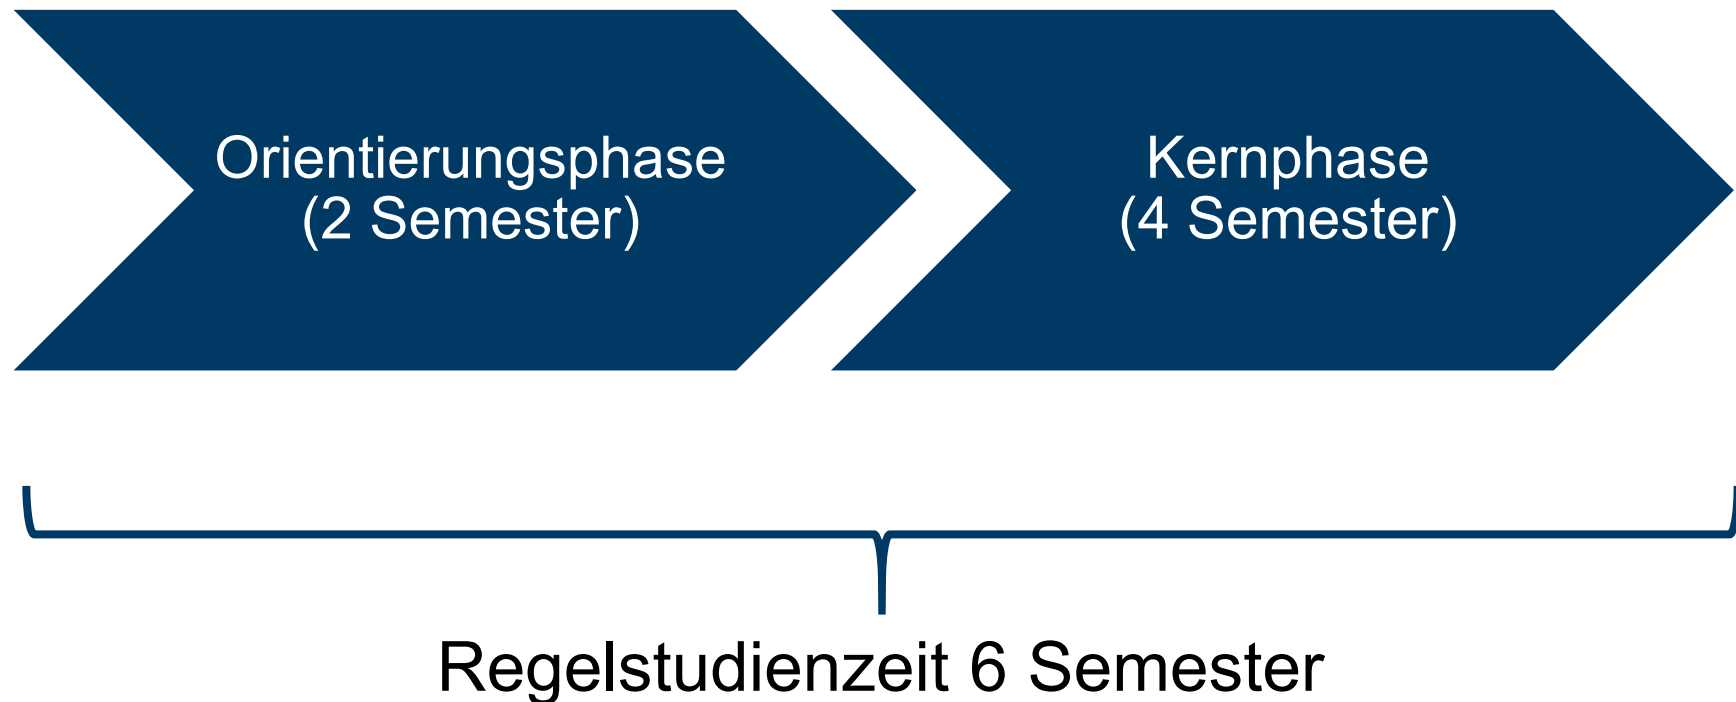 Orientierungsphase
(2 Semester)
Kernphase
(4 Semester)
Regelstudienzeit 6 Semester